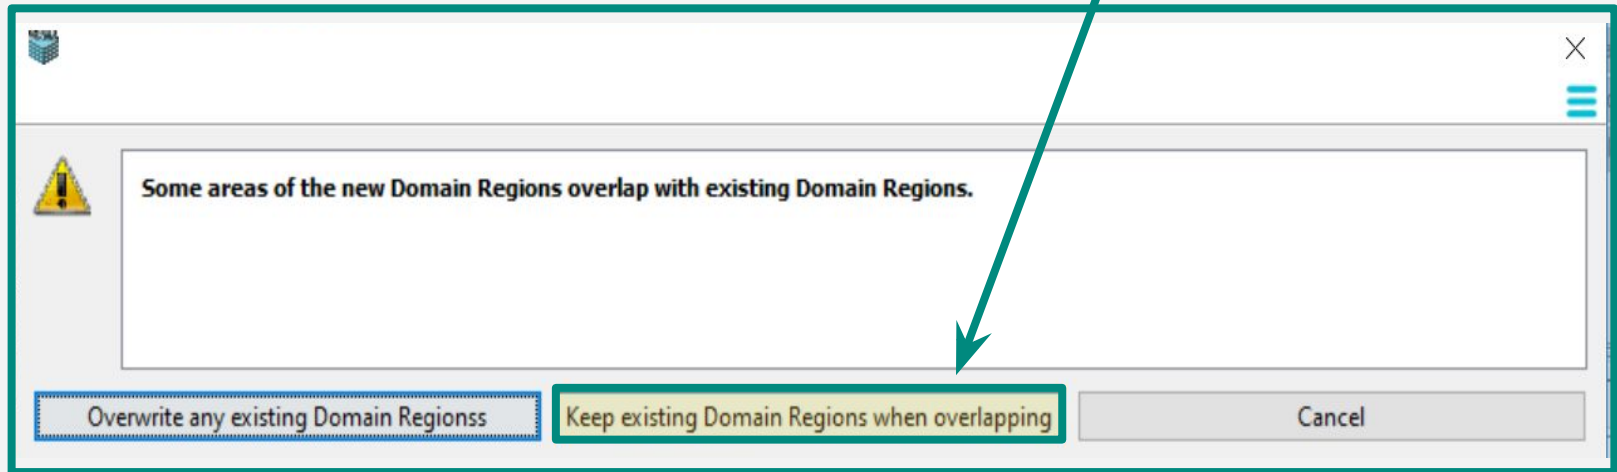 Some areas of the new Domain Regions overlap with existing Domain Regions.
Overwrite any existing Domain Regionss
Keep existing Domain Regions when overlapping
Cancel